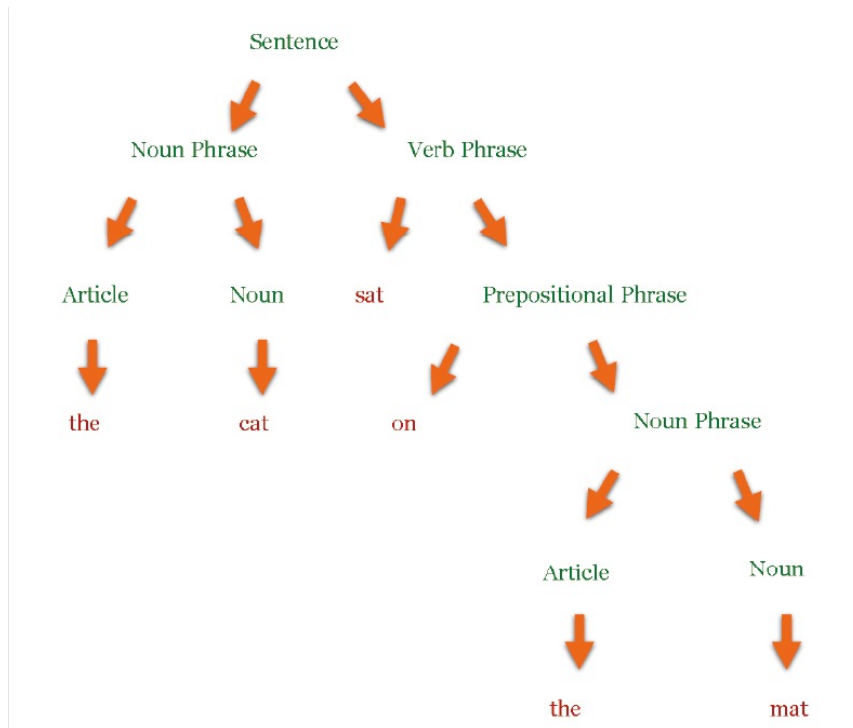 Sentence
Noun Phrase Verb Phrase
Article Noun sat Prepositional Phrase
the cat on
Noun Phrase
Article Noun
the mat